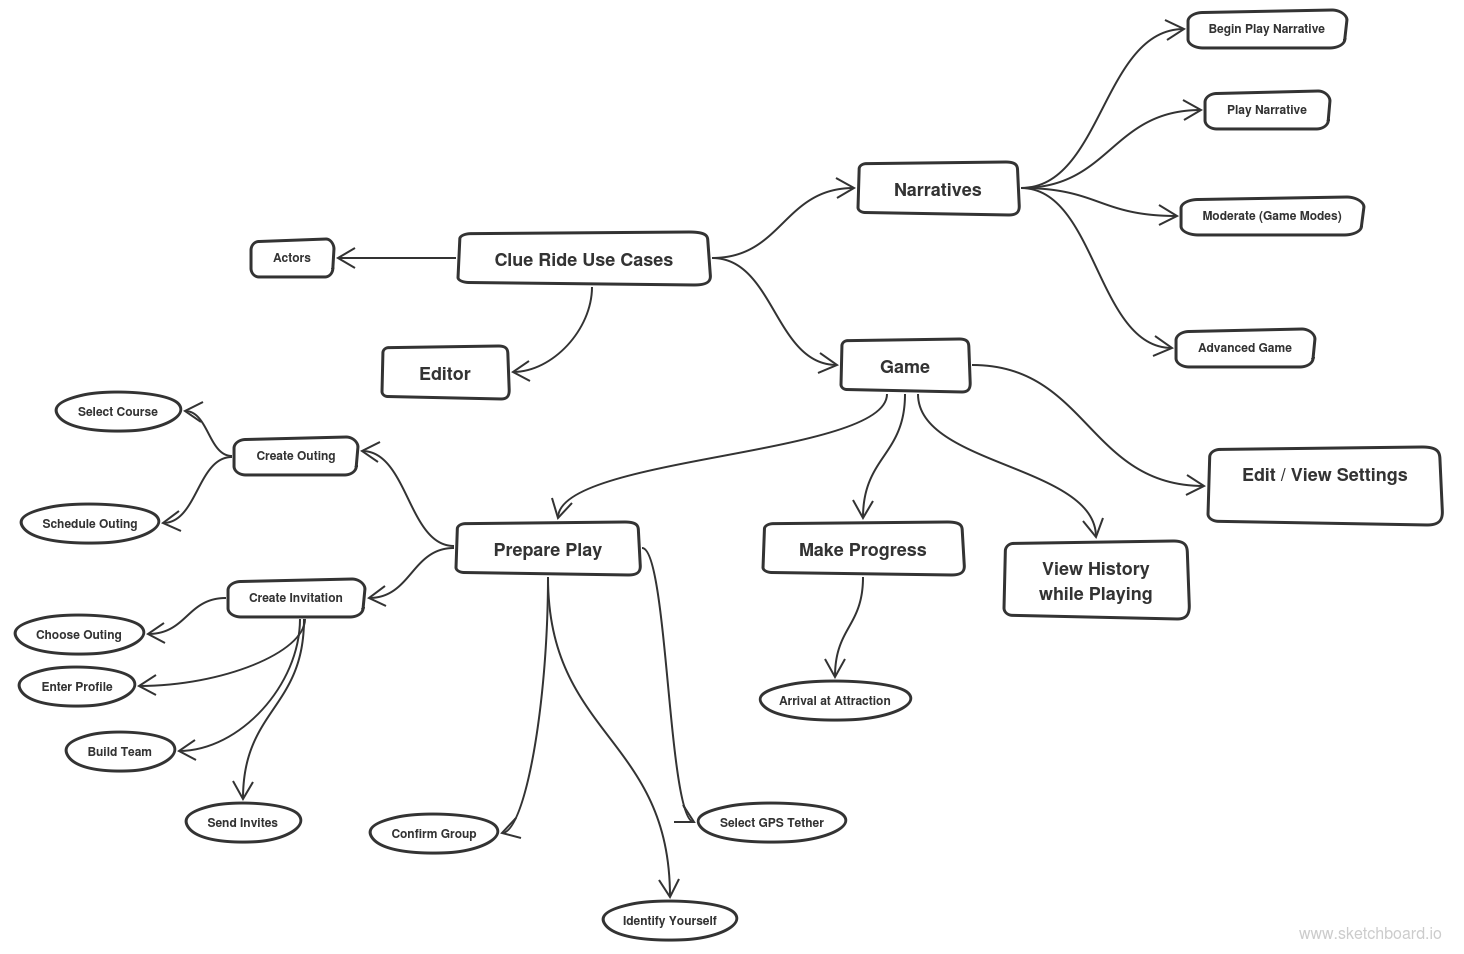 Begin Play Narrative
Play Narrative
Narratives
Moderate (Game Modes)
Actors
Clue Ride Use Cases
Advanced Game
Game
Editor
Select Course
Create Outing
Edit / View Settings
Schedule Outing
Prepare Play
Make Progress
View History
while Playing
Create Invitation
Choose Outing
Enter Profile
Arrival at Attraction
Build Team
Send Invites
Confirm Group
Select GPS Tether
Identify Yourself
www.sketchboard.io